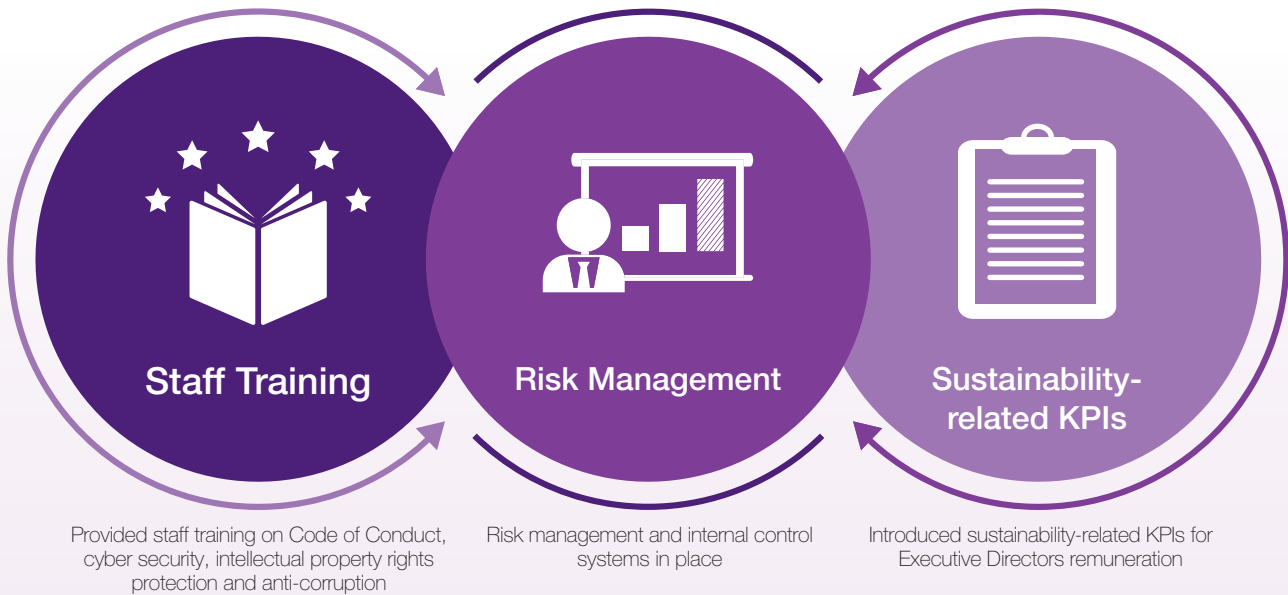 Staff Training
Risk Management
Sustainability-
related KPIs
Provided staff training on Code of Conduct,
cyber security, intellectual property rights
protection and anti-corruption
Risk management and internal control
systems in place
Introduced sustainability-related KPIs for
Executive Directors remuneration